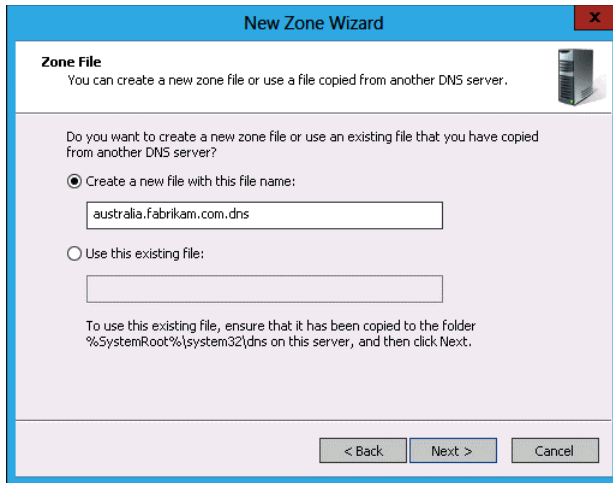 New Zone Wizard
x
Zone File
You can create a new zone file or use a file copied from another DNS server.
Do you want to create a new zone file or use an existing file that you have copied
from another DNS server?
Create a new file with this file name:
australia.fabrikam.com.dns
Use this existing file:
To use this existing file, ensure that it has been copied to the folder
%SystemRoot%\system32\dns on this server, and then click Next.
< Back
Next >
Cancel